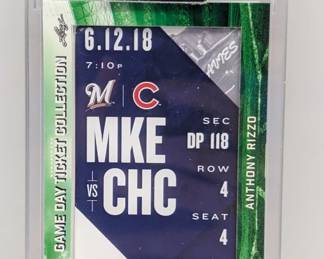 Leaf
GAME DAY TICKET COLLECTION
6.12.18
7:10P
M C
MKE
VS
CHC
SEC
DP 118
ROW
4
SEAT
4
ANTHONY RIZZO